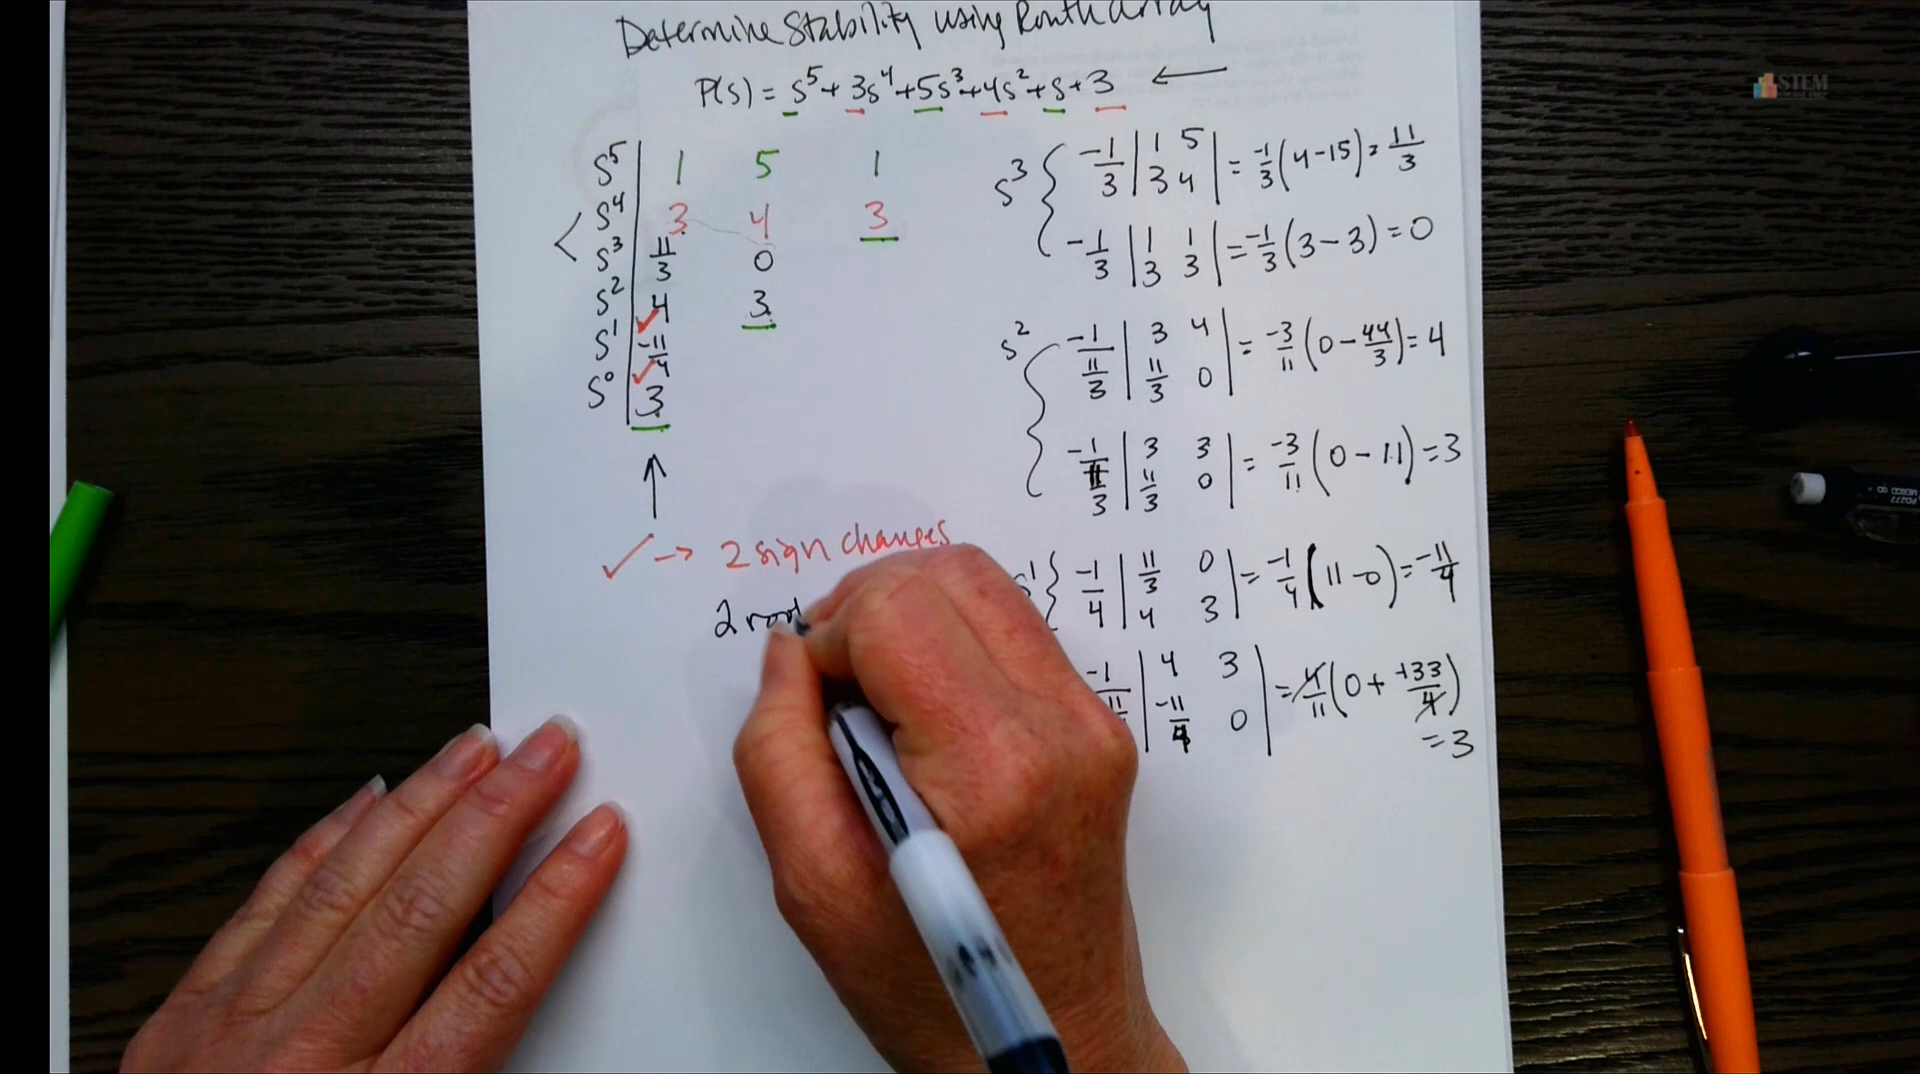 Determine Stability using Routh array
P(s) = s⁵ + 3s⁴ + 5s³ + 4s² + s + 3 ←
s⁵ | 1 5 1
s⁴ | 3 4 3
s³ | 11/3 0
s² | 4 3
s¹ | -11/4
s⁰ | 3
↑
✓ → 2 sign changes
2 root
s³ { -1/3 | 1 5 ; 3 4 | = -1/3 (4-15) = 11/3
-1/3 | 1 1 ; 3 3 | = -1/3 (3-3) = 0
s² { -1/(11/3) | 3 4 ; 11/3 0 | = -3/11 (0 - 44/3) = 4
-1/(11/3) | 3 3 ; 11/3 0 | = -3/11 (0-11) = 3
s¹ { -1/4 | 11/3 0 ; 4 3 | = -1/4 (11-0) = -11/4
| 4 3 ; -11/4 0 | = 4/11 (0 + +33/4)
= 3
STEM